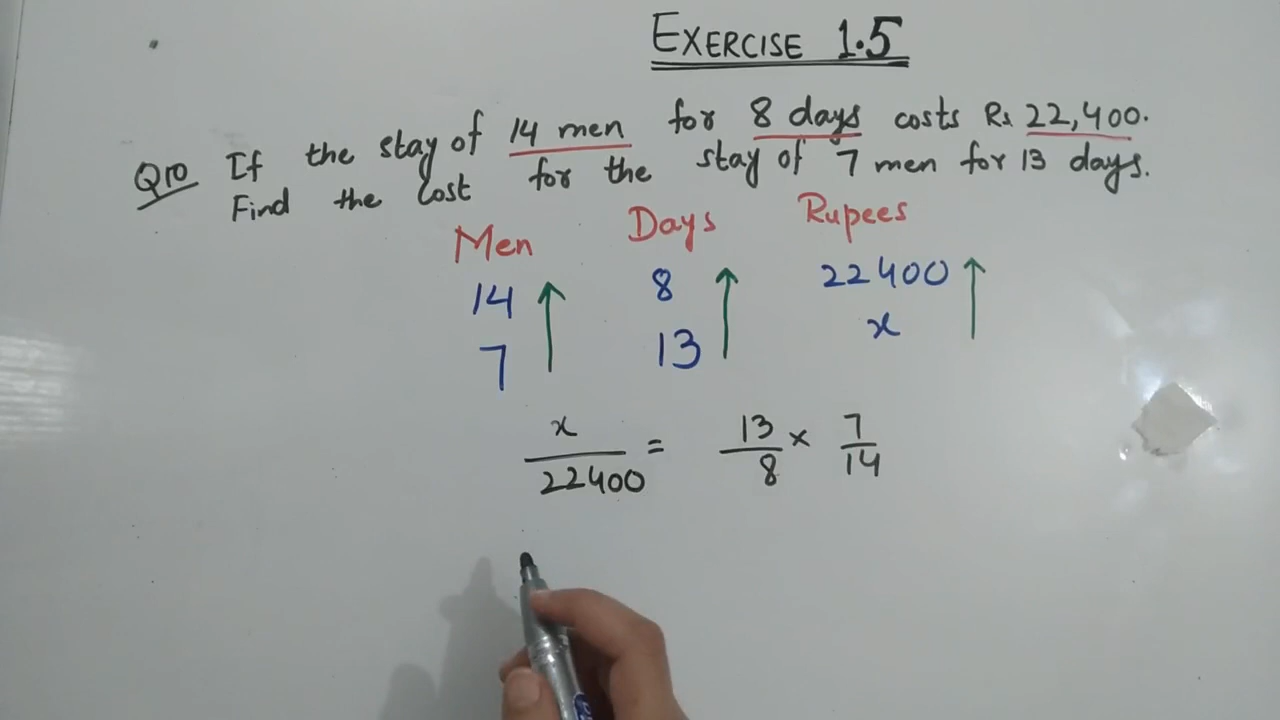 EXERCISE 1.5
Q10 If the stay of 14 men for 8 days costs Rs 22,400.
Find the cost for the stay of 7 men for 13 days.
Men Days Rupees
14 ↑ 8 ↑ 22400 ↑
7 13 x
x/22400 = 13/8 × 7/14